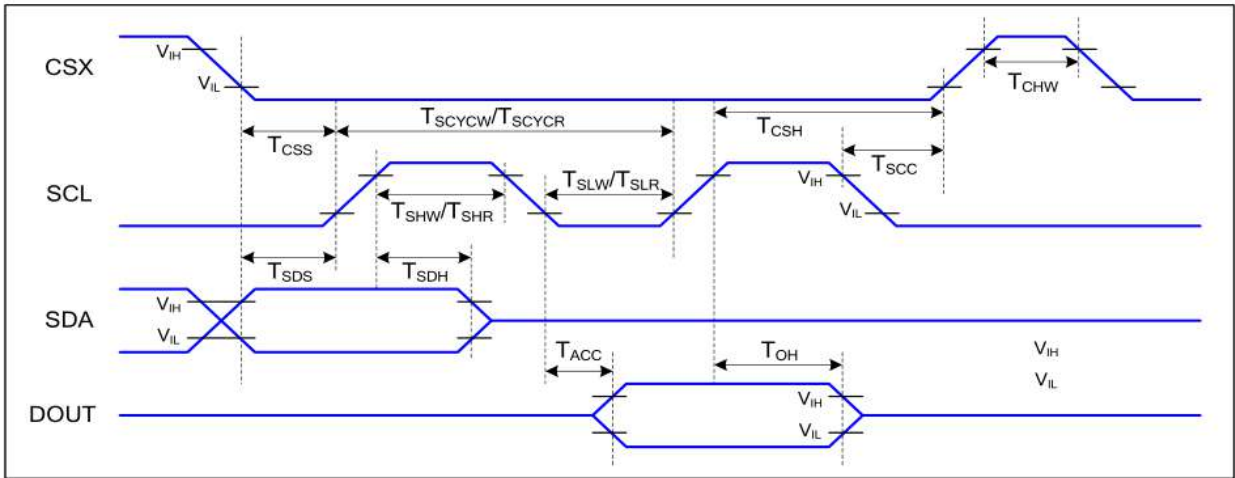 CSX
VIH
VIL
TCHW
TSCYCW/TSCYCR
TCSH
TCSS
TSCC
SCL
TSLW/TSLR
VIH
TSHW/TSHR
VIL
TSDS
TSDH
SDA
VIH
VIL
TACC
TOH
VIH
VIL
DOUT
VIH
VIL